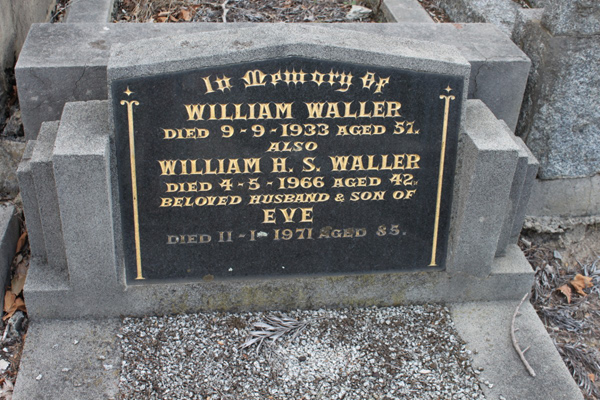 In Memory Of
WILLIAM WALLER
DIED 9-9-1933 AGED 57.
ALSO
WILLIAM H. S. WALLER
DIED 4-5-1966 AGED 42.
BELOVED HUSBAND & SON OF
EVE
DIED 11-1-1971 AGED 85.